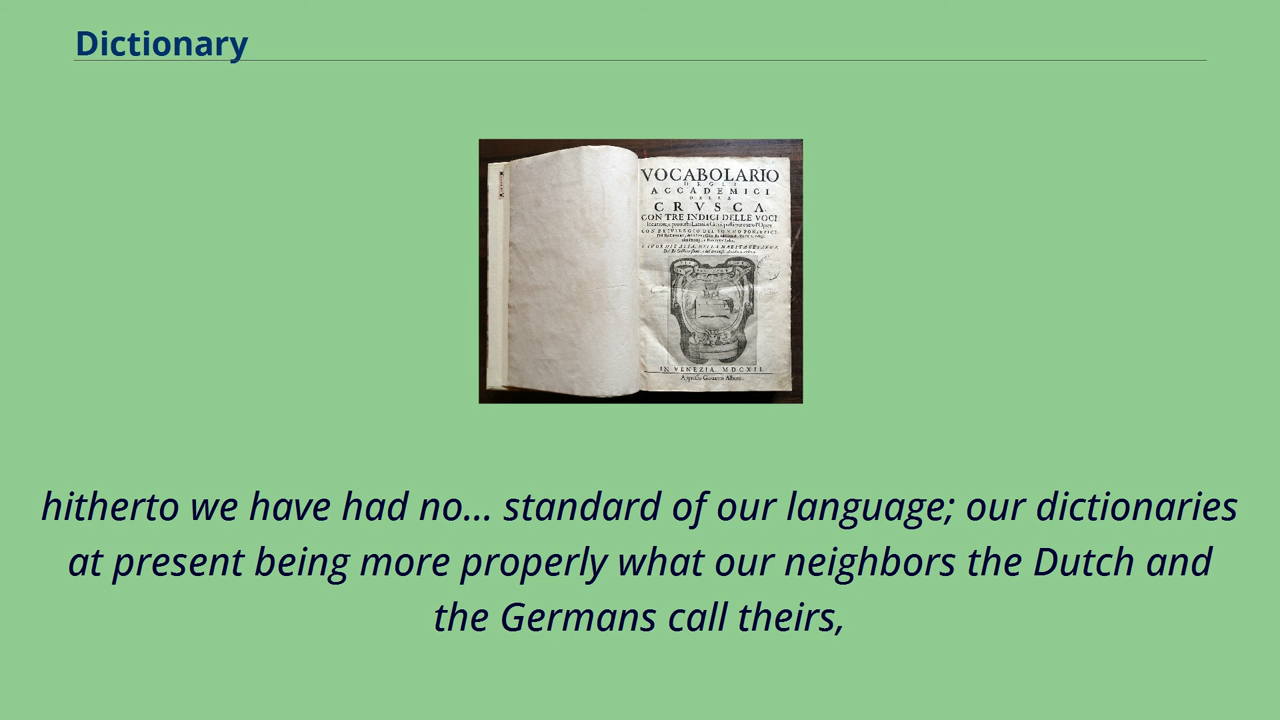 Dictionary
VOCABOLARIO
DEGLI
ACCADEMICI
DELLA
CRVSCA
CON TRE INDICI DELLE VOCI
IN VENEZIA MDCXII
hitherto we have had no... standard of our language; our dictionaries
at present being more properly what our neighbors the Dutch and
the Germans call theirs,